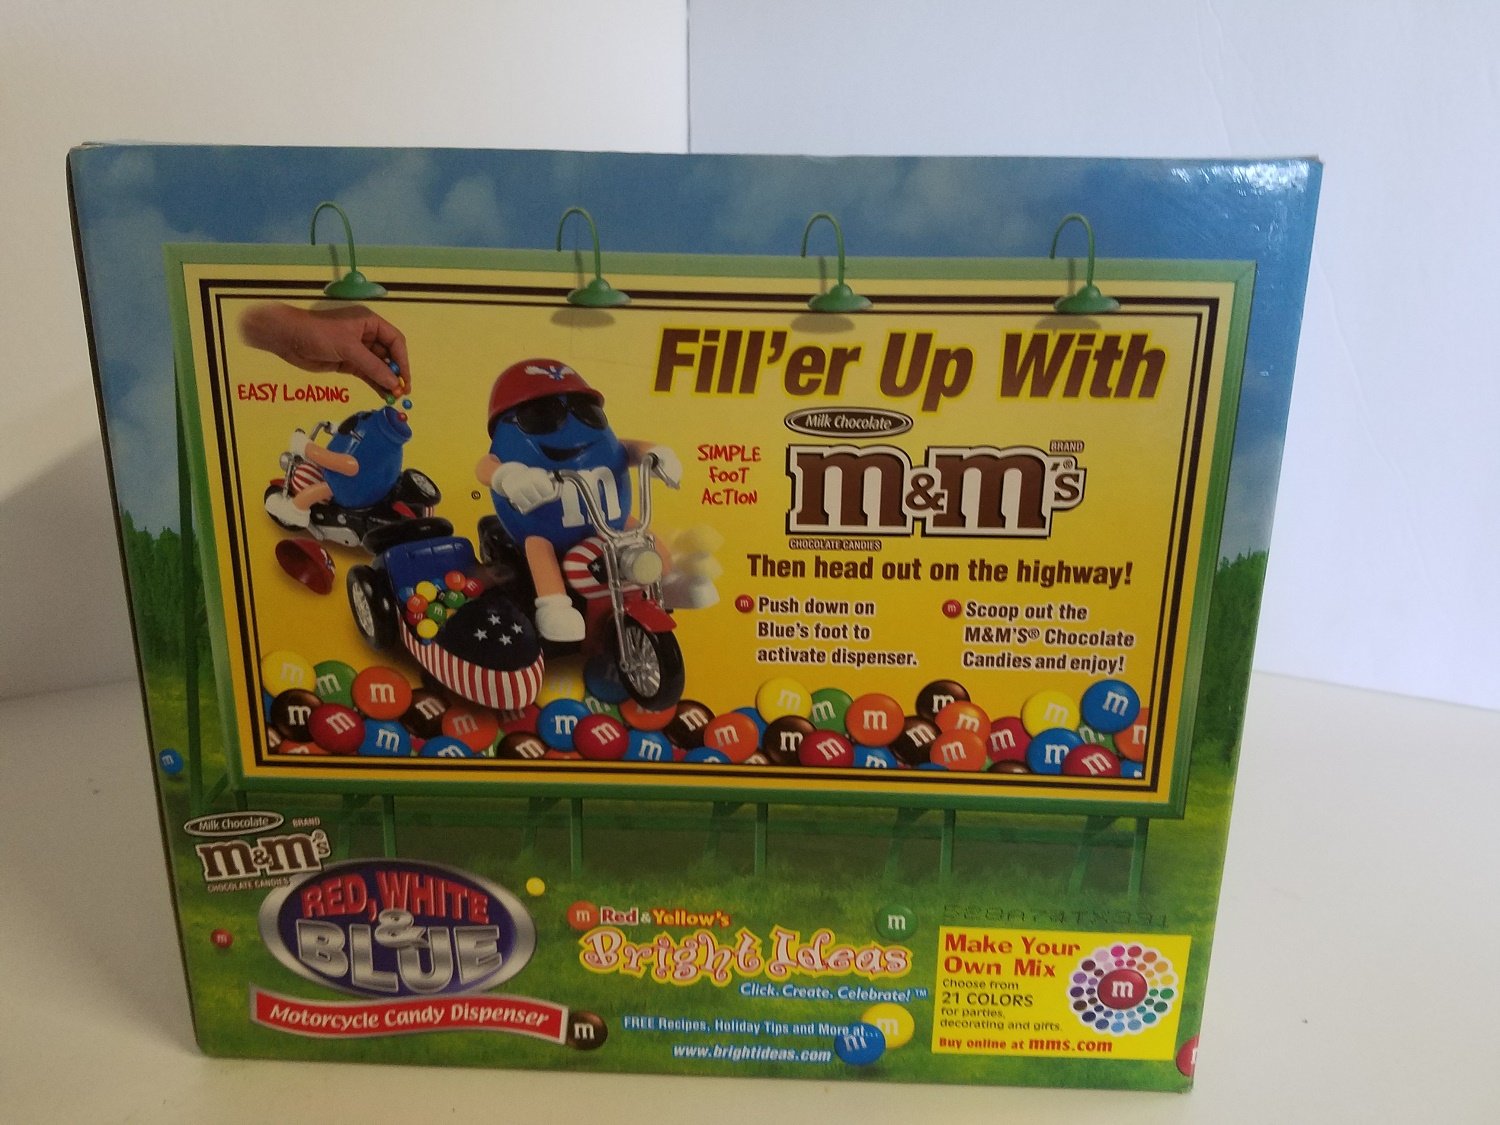 EASY LOADING
Fill'er Up With
Milk Chocolate
BRAND
m&m's®
CHOCOLATE CANDIES
SIMPLE
FOOT
ACTION
©
m
Then head out on the highway!
m Push down on
Blue's foot to
activate dispenser.
m Scoop out the
M&M'S® Chocolate
Candies and enjoy!
Milk Chocolate
BRAND
m&m's
CHOCOLATE CANDIES
RED, WHITE
&
BLUE
Motorcycle Candy Dispenser
m Red & Yellow's
Bright Ideas
Click. Create. Celebrate! ™
FREE Recipes, Holiday Tips and More at...
www.brightideas.com
Make Your
Own Mix
Choose from
21 COLORS
for parties,
decorating and gifts.
Buy online at mms.com
m